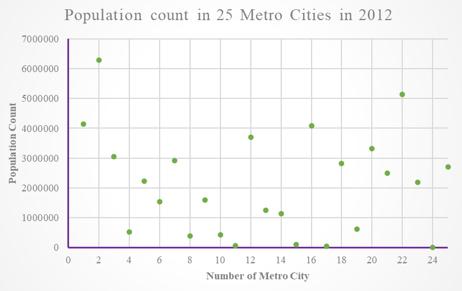 Population count in 25 Metro Cities in 2012
7000000
6000000
5000000
4000000
3000000
2000000
1000000
0
Population Count
0 2 4 6 8 10 12 14 16 18 20 22 24
Number of Metro City